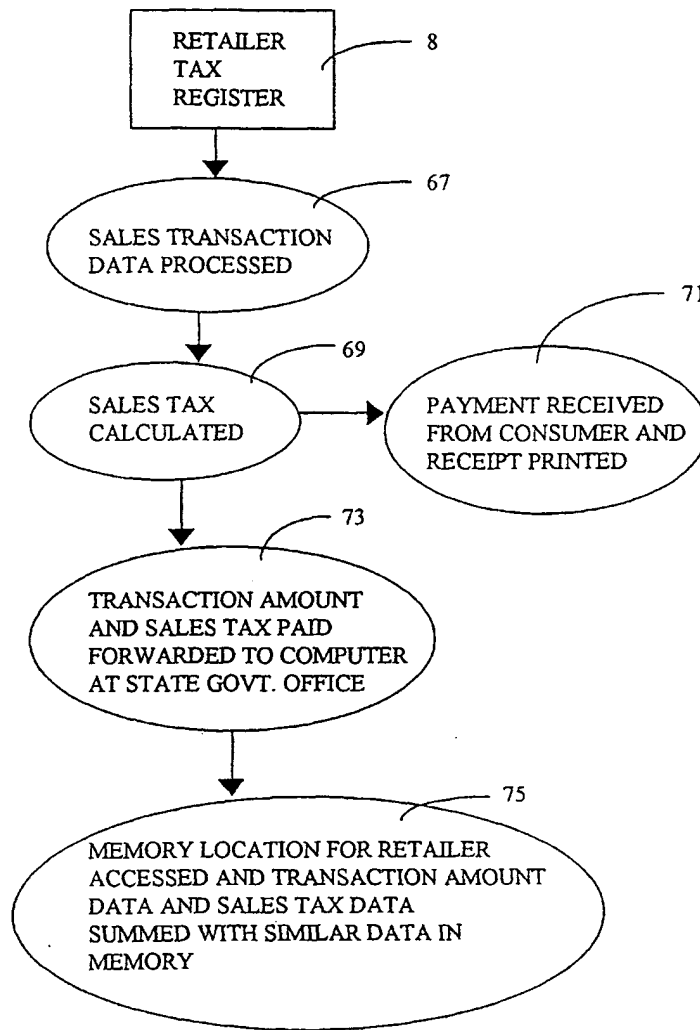 RETAILER
TAX
REGISTER
8
67
SALES TRANSACTION
DATA PROCESSED
69
SALES TAX
CALCULATED
71
PAYMENT RECEIVED
FROM CONSUMER AND
RECEIPT PRINTED
73
TRANSACTION AMOUNT
AND SALES TAX PAID
FORWARDED TO COMPUTER
AT STATE GOVT. OFFICE
75
MEMORY LOCATION FOR RETAILER
ACCESSED AND TRANSACTION AMOUNT
DATA AND SALES TAX DATA
SUMMED WITH SIMILAR DATA IN
MEMORY